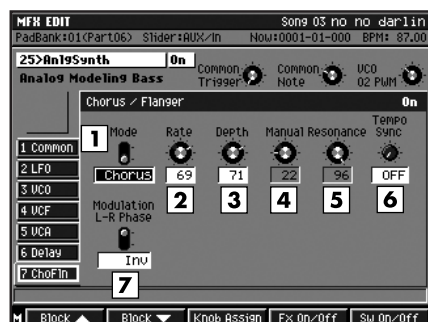 MFX EDIT Song 03 no no darlin
PadBank:01(Part06) Slider:AUX/In Now:0001-01-000 BPM: 87.00
25>An19Synth On
Analog Modeling Bass
Common Trigger
Common Note
VCO 02 PWM
Chorus / Flanger On
Mode Rate Depth Manual Resonance Tempo Sync
1 2 3 4 5 6
Chorus 69 71 22 96 OFF
Modulation L-R Phase
Inv
7
1 Common
2 LFO
3 VCO
4 VCF
5 VCA
6 Delay
7 ChoFln
M Block ▲ Block ▼ Knob Assign Fx On/Off Sw On/Off